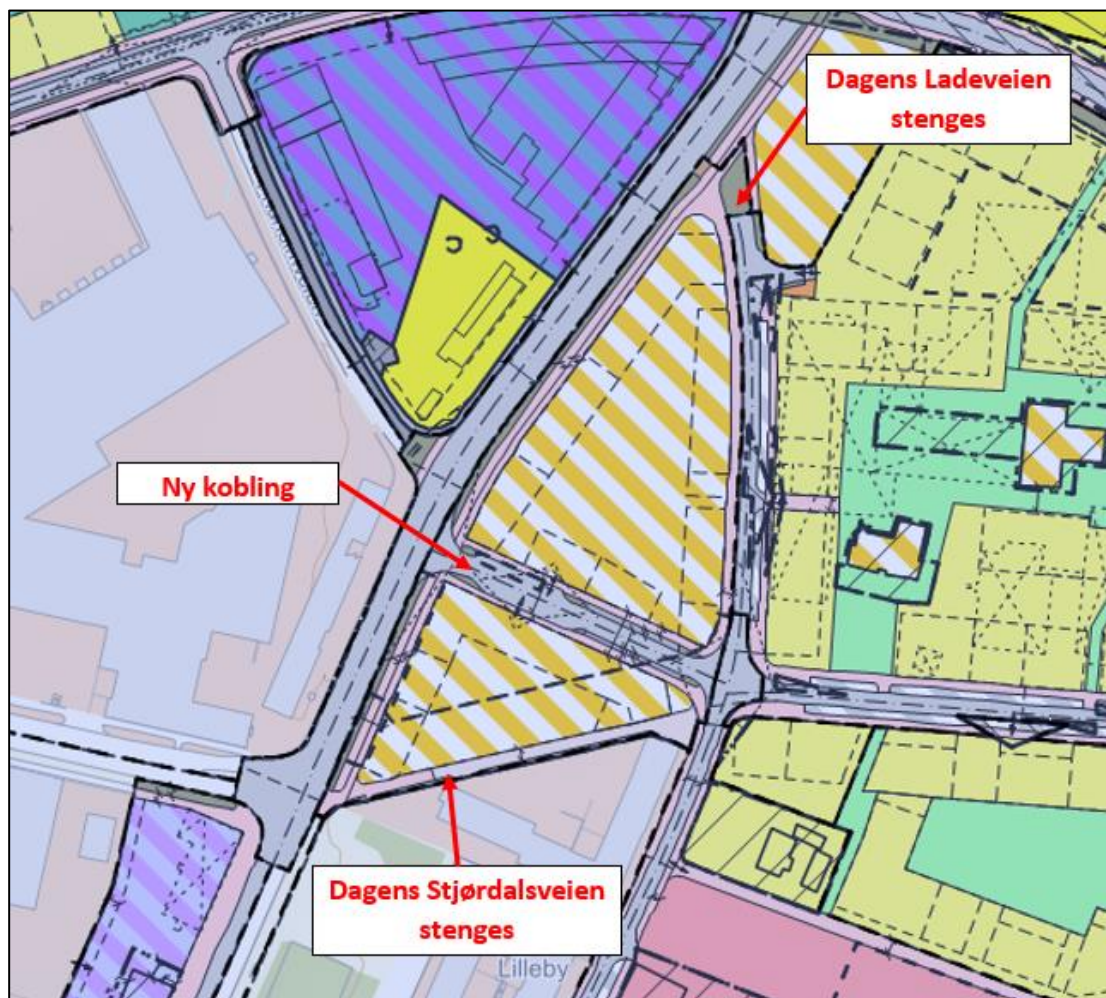 Dagens Ladeveien
stenges
Ny kobling
Dagens Stjørdalsveien
stenges
Lilleby